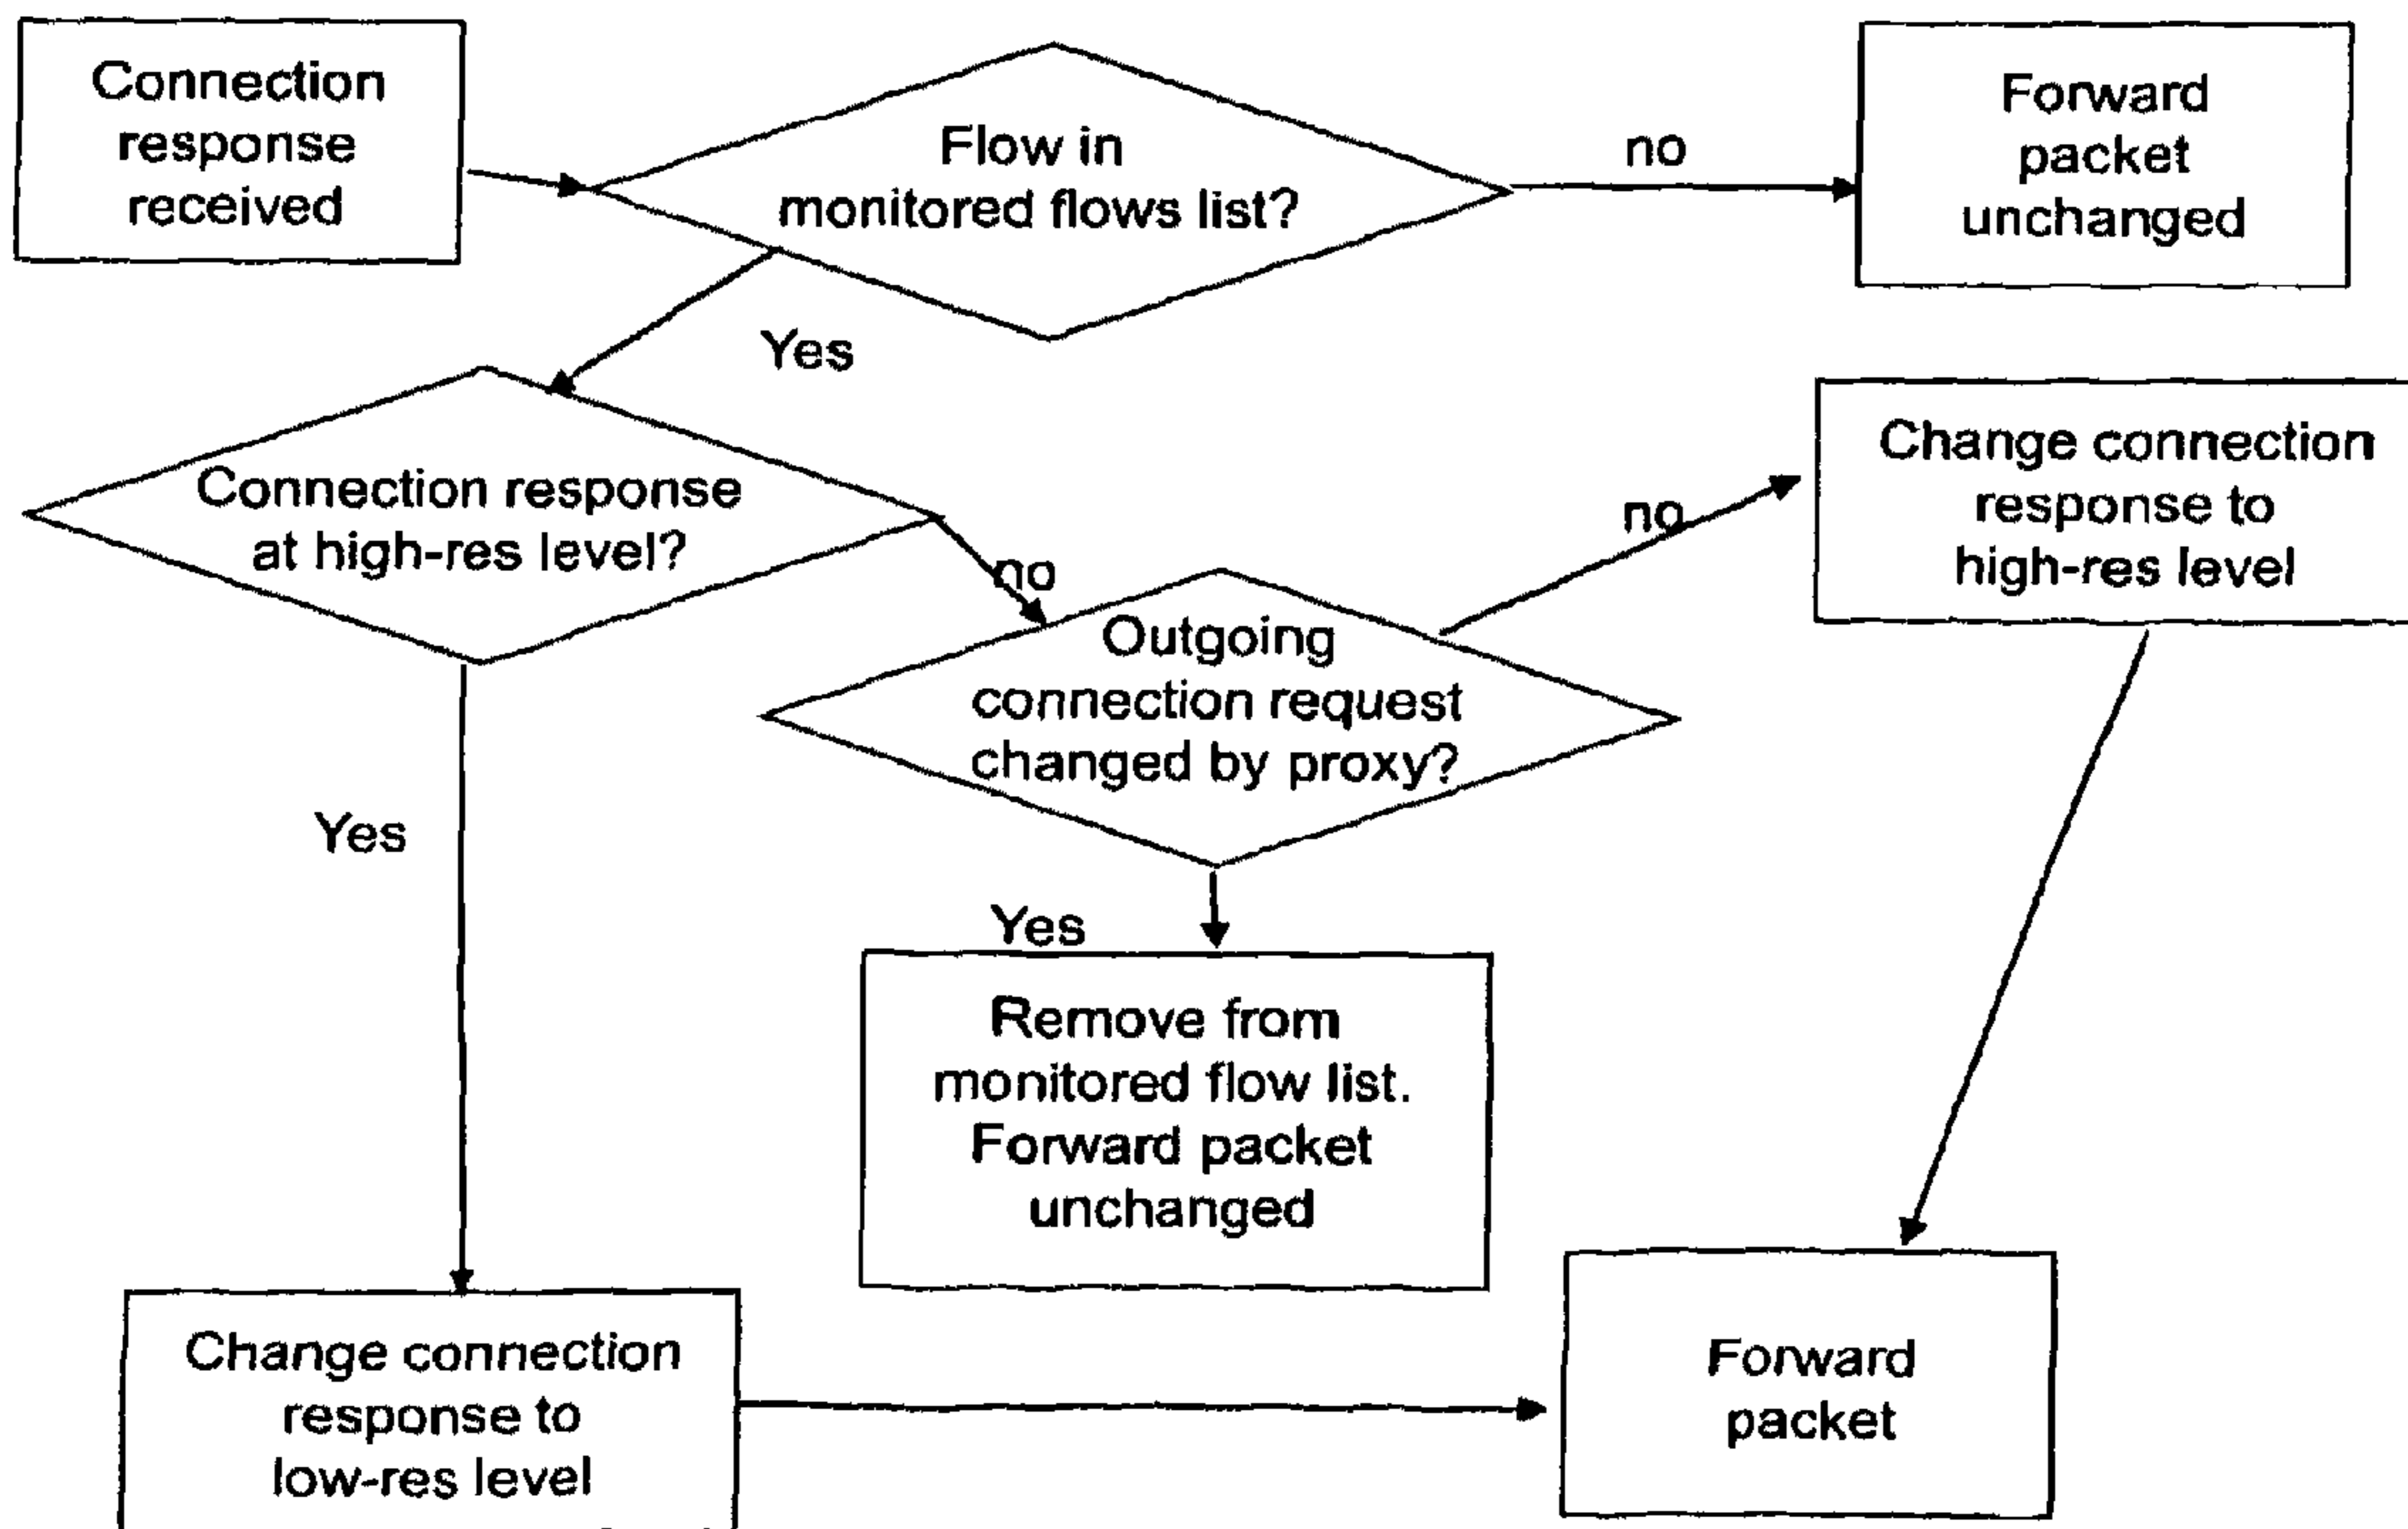 Connection
response
received
Flow in
monitored flows list?
no
Forward
packet
unchanged
Yes
Connection response
at high-res level?
no
Outgoing
connection request
changed by proxy?
no
Change connection
response to
high-res level
Yes
Yes
Remove from
monitored flow list.
Forward packet
unchanged
Change connection
response to
low-res level
Forward
packet